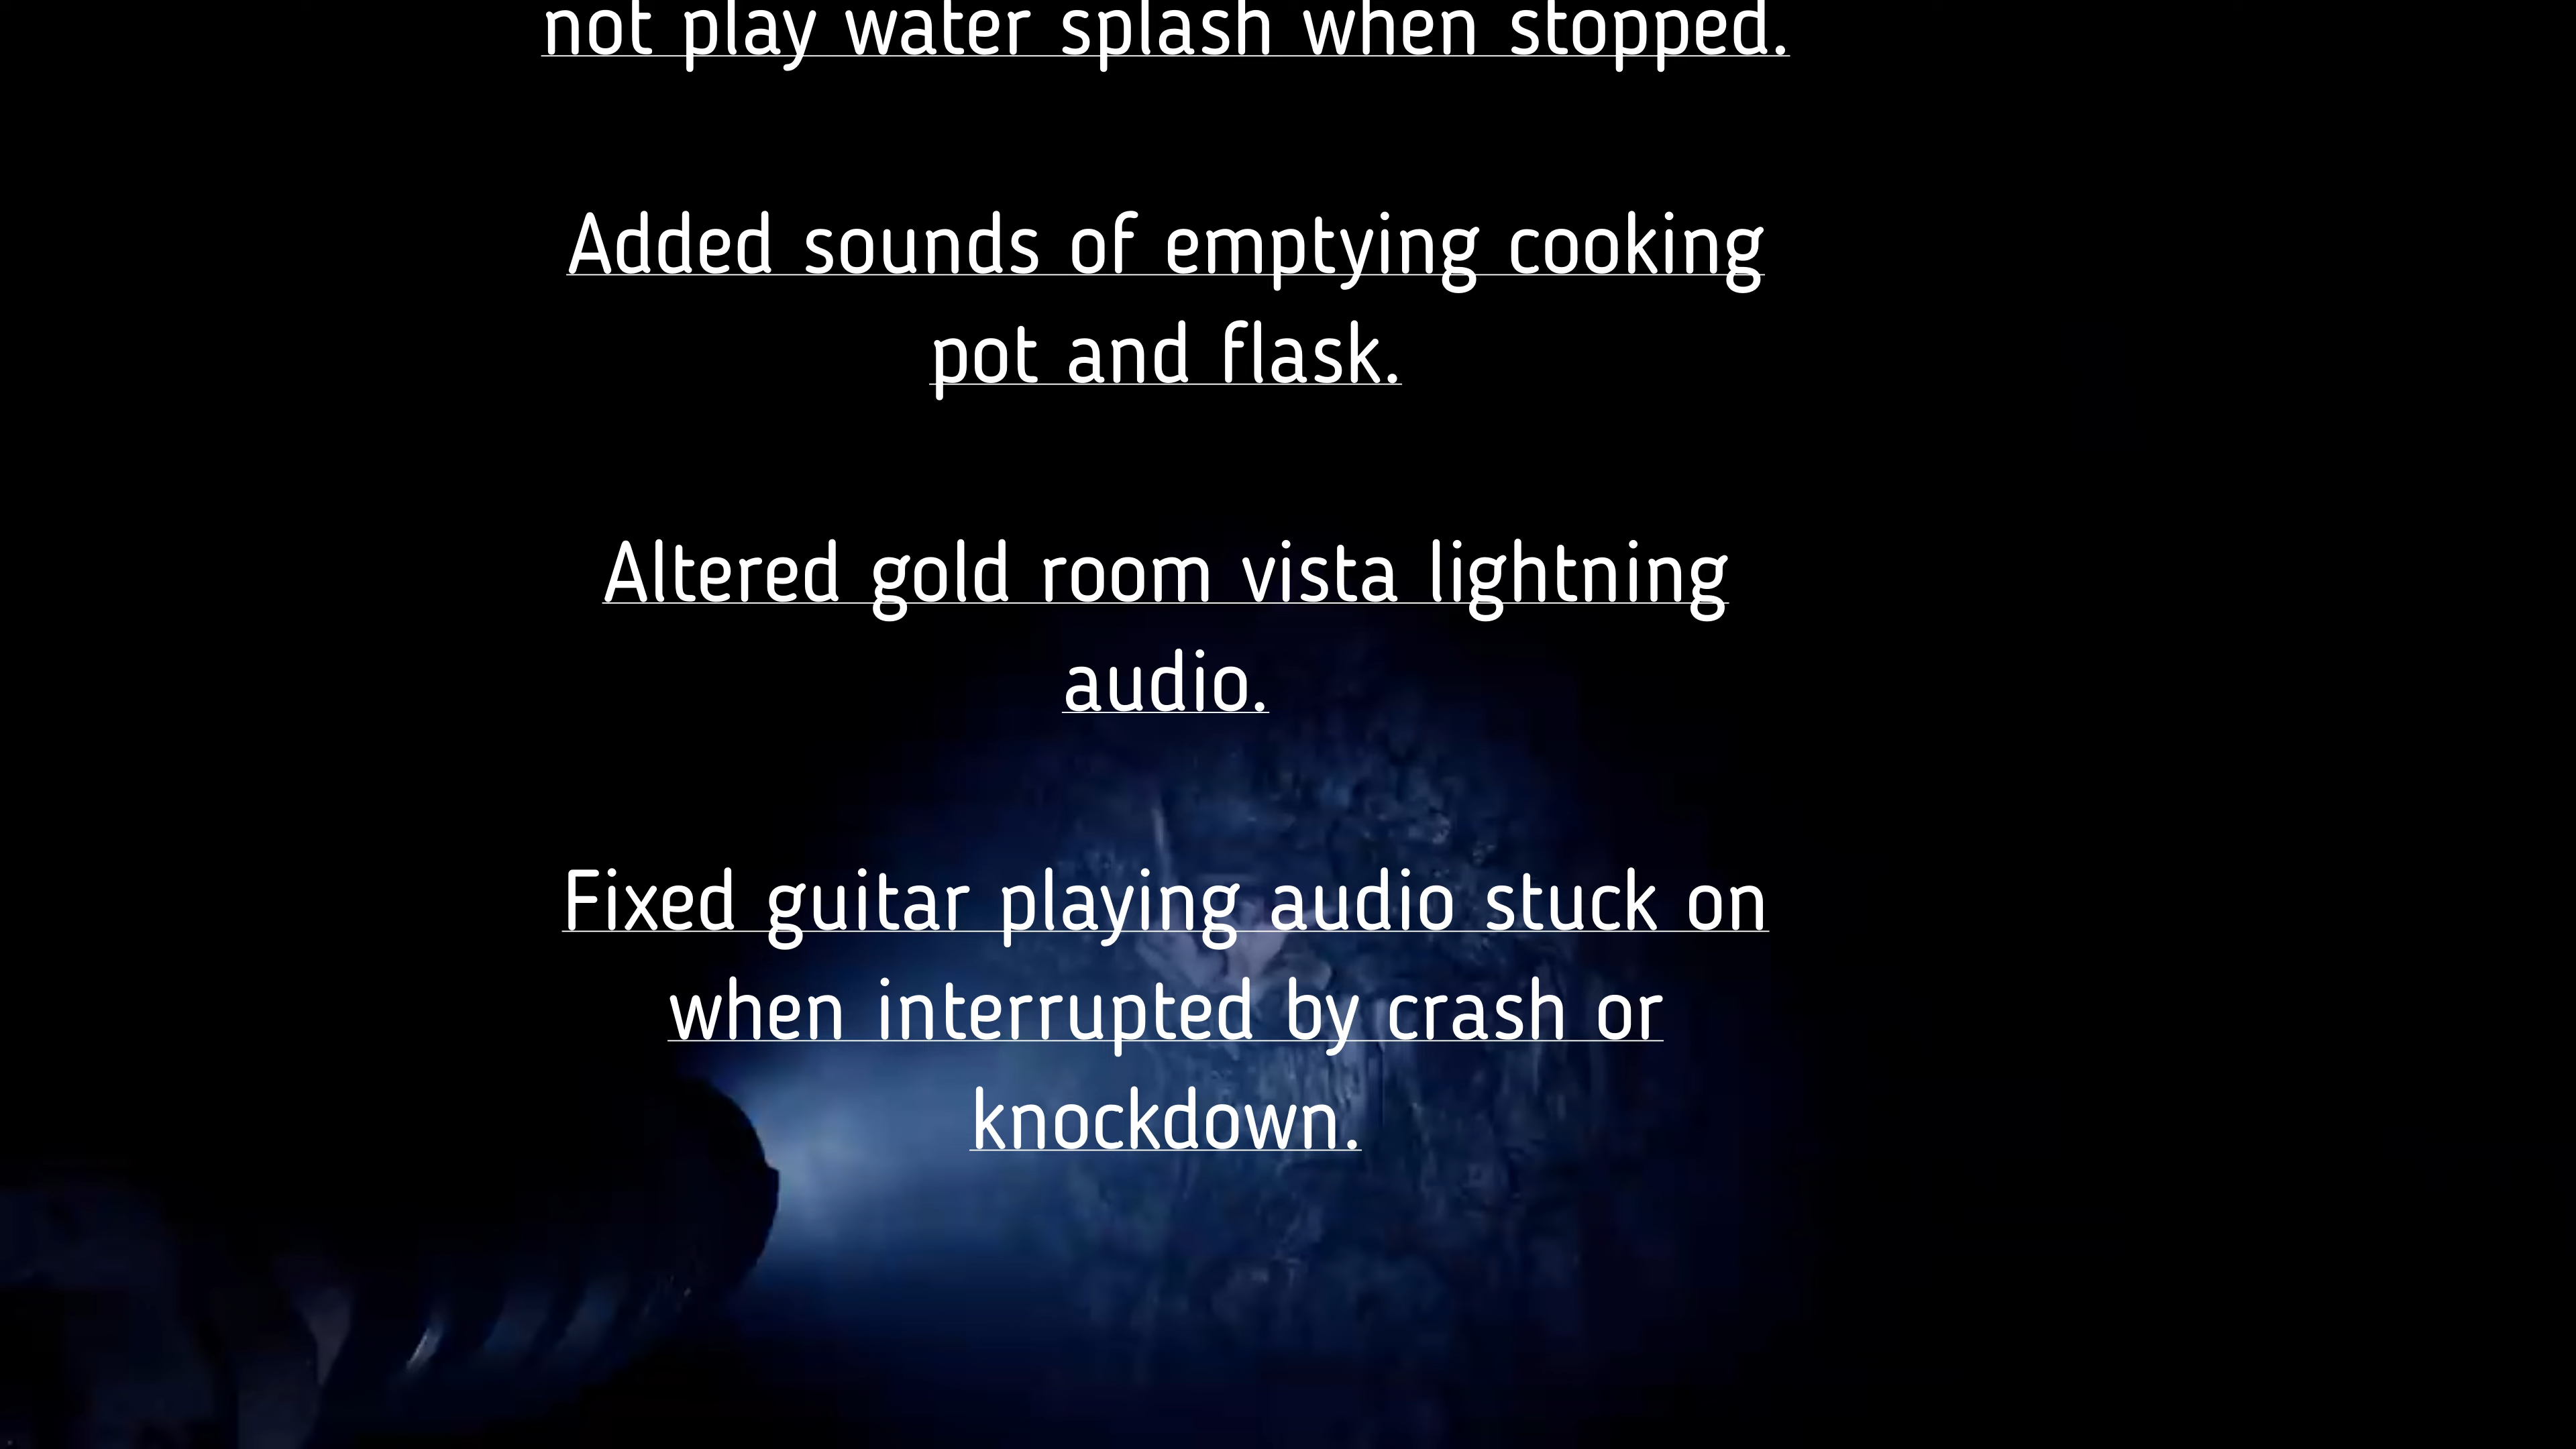 not play water splash when stopped.
Added sounds of emptying cooking
pot and flask.
Altered gold room vista lightning
audio.
Fixed guitar playing audio stuck on
when interrupted by crash or
knockdown.